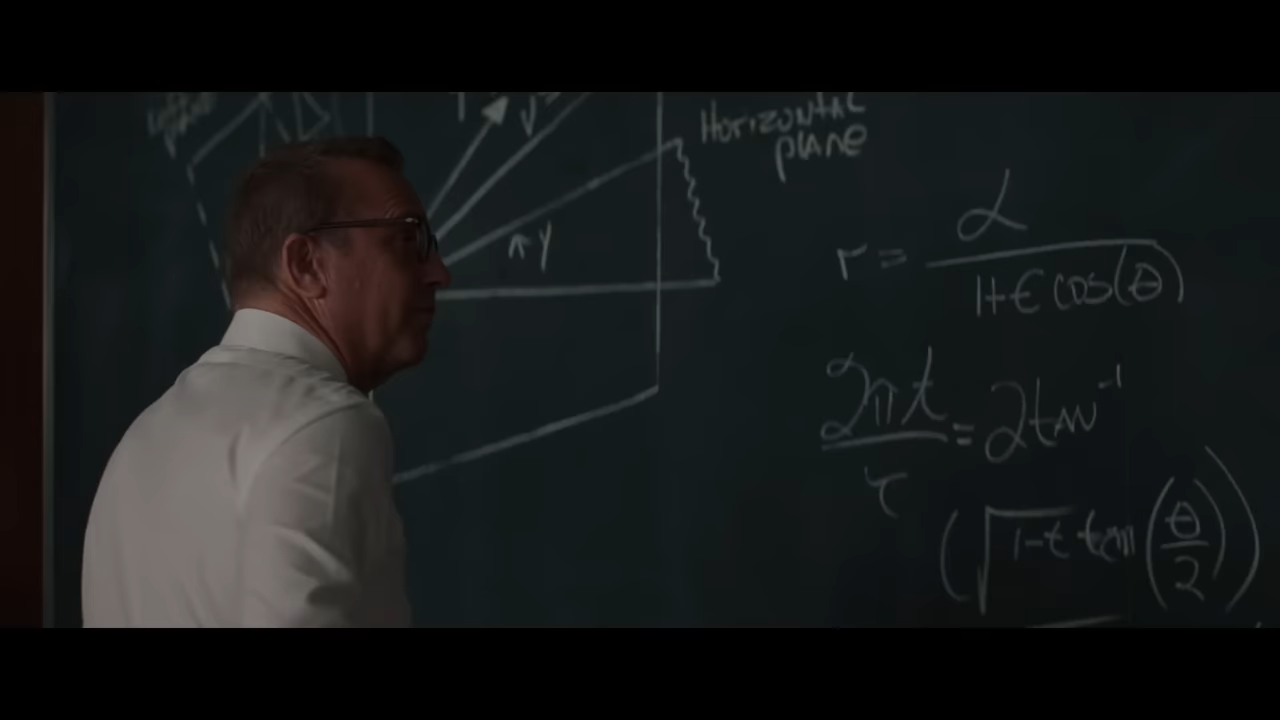 Horizontal
plane
V
γ
r = α / (1+ε cos(θ))
2πt / τ = 2tan⁻¹
(√1-ε tan (θ/2))